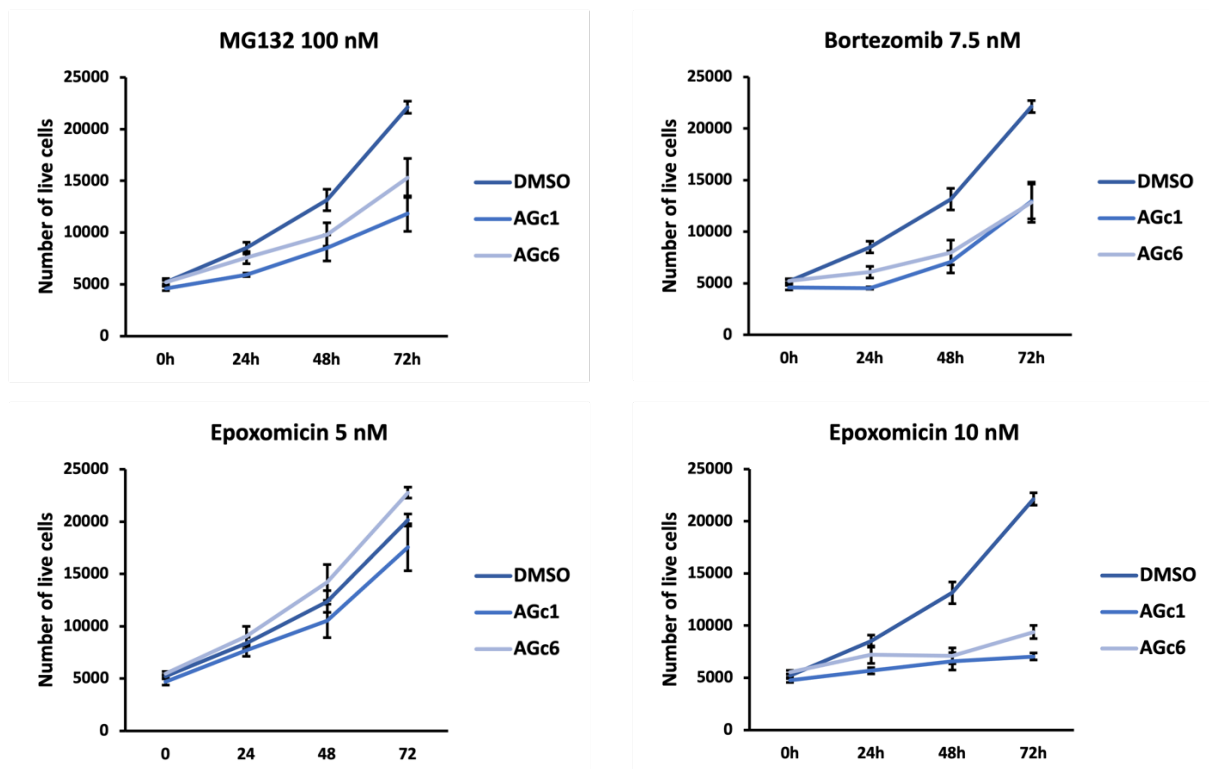 MG132 100 nM
Number of live cells
25000
20000
15000
10000
5000
0
0h 24h 48h 72h
DMSO
AGc1
AGc6
Bortezomib 7.5 nM
Number of live cells
25000
20000
15000
10000
5000
0
0h 24h 48h 72h
DMSO
AGc1
AGc6
Epoxomicin 5 nM
Number of live cells
25000
20000
15000
10000
5000
0
0 24 48 72
DMSO
AGc1
AGc6
Epoxomicin 10 nM
Number of live cells
25000
20000
15000
10000
5000
0
0h 24h 48h 72h
DMSO
AGc1
AGc6